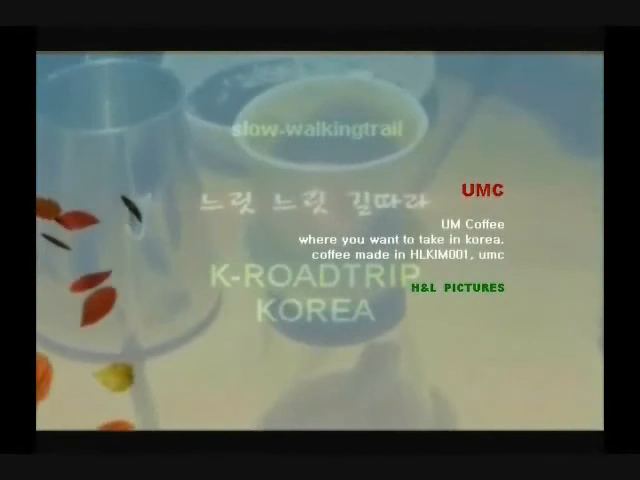 slow-walkingtrail
느릿 느릿 길따라
UMC
UM Coffee
where you want to take in korea.
coffee made in HLKIM001, umc
K-ROADTRIP
KOREA
H&L PICTURES